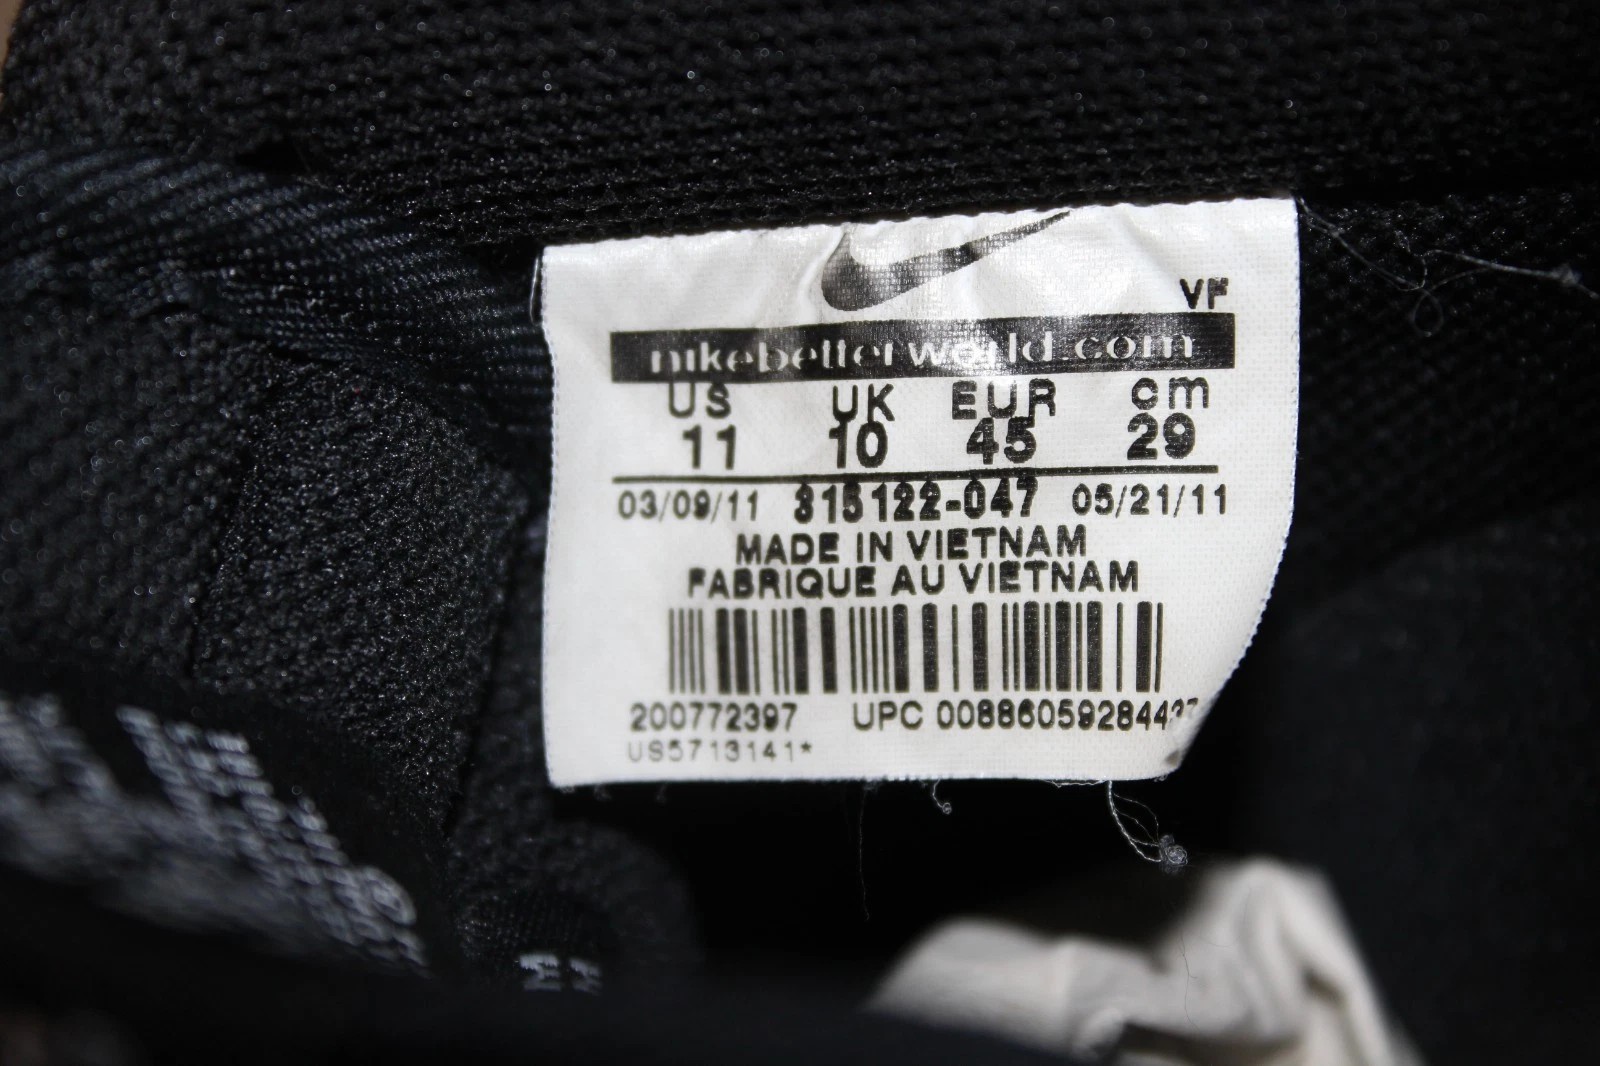 VF
nikebetterworld.com
US UK EUR cm
11 10 45 29
03/09/11 315122-047 05/21/11
MADE IN VIETNAM
FABRIQUE AU VIETNAM
200772397 UPC 00886059284437
US5713141*